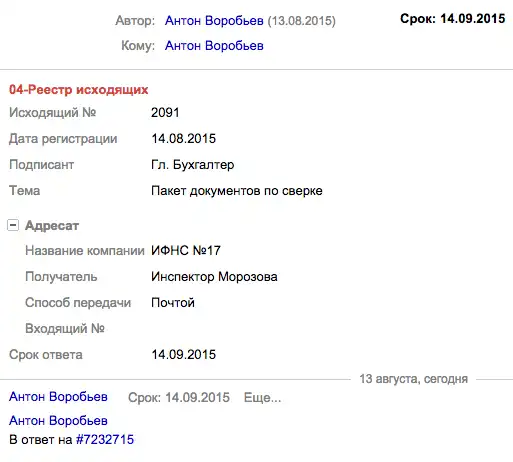 Автор: Антон Воробьев (13.08.2015) Срок: 14.09.2015
Кому: Антон Воробьев
04-Реестр исходящих
Исходящий № 2091
Дата регистрации 14.08.2015
Подписант Гл. Бухгалтер
Тема Пакет документов по сверке
Адресат
Название компании ИФНС №17
Получатель Инспектор Морозова
Способ передачи Почтой
Входящий №
Срок ответа 14.09.2015
13 августа, сегодня
Антон Воробьев Срок: 14.09.2015 Еще...
Антон Воробьев
В ответ на #7232715